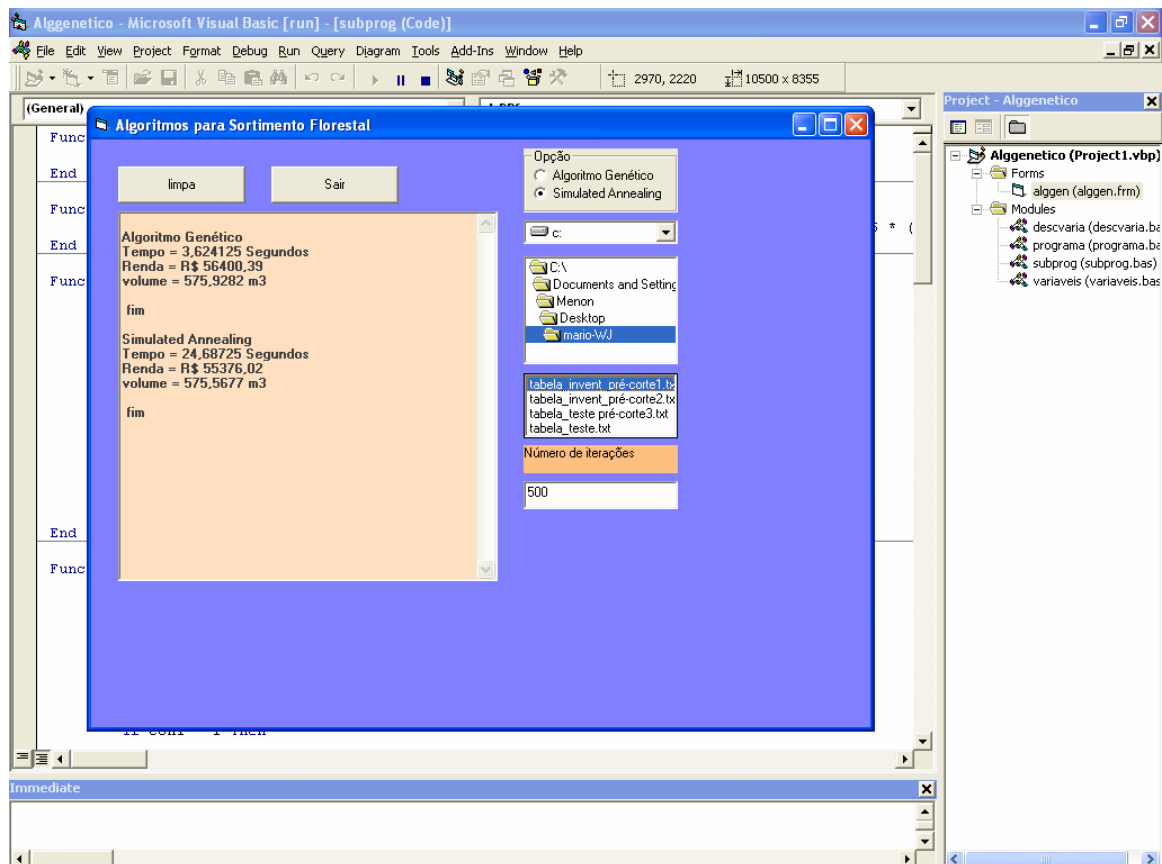 Alggenetico - Microsoft Visual Basic [run] - [subprog (Code)]
File Edit View Project Format Debug Run Query Diagram Tools Add-Ins Window Help
2970, 2220 10500 x 8355
(General)
Func
End
Func
End
Func
End
Func
Algoritmos para Sortimento Florestal
limpa Sair
Algoritmo Genético
Tempo = 3,624125 Segundos
Renda = R$ 56400,39
volume = 575,9282 m3
fim
Simulated Annealing
Tempo = 24,68725 Segundos
Renda = R$ 55376,02
volume = 575,5677 m3
fim
Opção
Algoritmo Genético
Simulated Annealing
c:
C:\
Documents and Setting
Menon
Desktop
mario-WJ
tabela_invent_pré-corte1.tx
tabela_invent_pré-corte2.tx
tabela_teste pré-corte3.txt
tabela_teste.txt
Número de iterações
500
* (
Project - Alggenetico
Alggenetico (Project1.vbp)
Forms
alggen (alggen.frm)
Modules
descvaria (descvaria.ba
programa (programa.ba
subprog (subprog.bas)
variaveis (variaveis.bas
Immediate